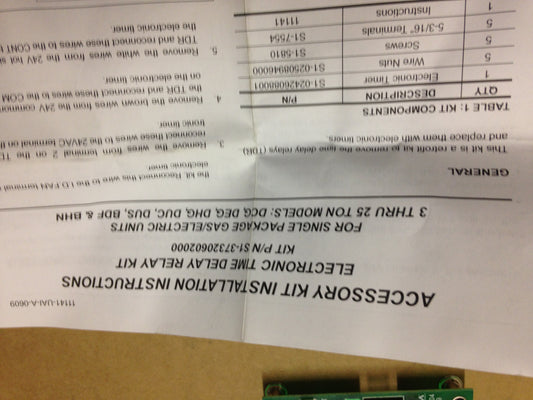 11141-UAI-A-0609
ACCESSORY KIT INSTALLATION INSTRUCTIONS
ELECTRONIC TIME DELAY RELAY KIT
KIT P/N S1-37320602000
FOR SINGLE PACKAGE GAS/ELECTRIC UNITS
3 THRU 25 TON MODELS: DCG, DEQ, DHG, DUC, DUS, BDF & BHN
GENERAL
This kit is a retrofit kit to remove the time delay relays (TDR)
and replace them with electronic timers.
TABLE 1: KIT COMPONENTS
QTY DESCRIPTION P/N
1 Electronic Timer S1-02426088001
5 Wire Nuts S1-02508946000
5 Screws S1-5810
5 5-3/16" Terminals S1-7554
1 Instructions 11141
the kit. Reconnect this wire to the I.D FAN terminal
electronic timer.
3. Remove the wires from terminal 2 on the
reconnect these wires to 24VAC terminal on
tronic timer.
4. Remove the brown wires from the 24V common
the TDR and reconnect these wires to the COM
on the electronic timer.
5. Remove the white wires from the 24V
TDR and reconnect these wires to the CONT
the electronic timer.